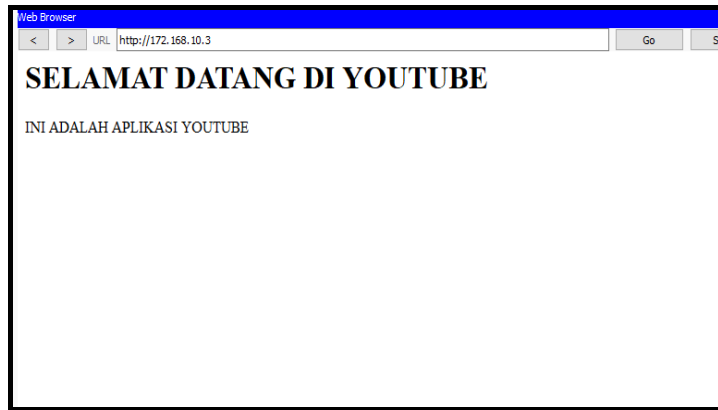 Web Browser
< > URL http://172.168.10.3 Go S
SELAMAT DATANG DI YOUTUBE
INI ADALAH APLIKASI YOUTUBE